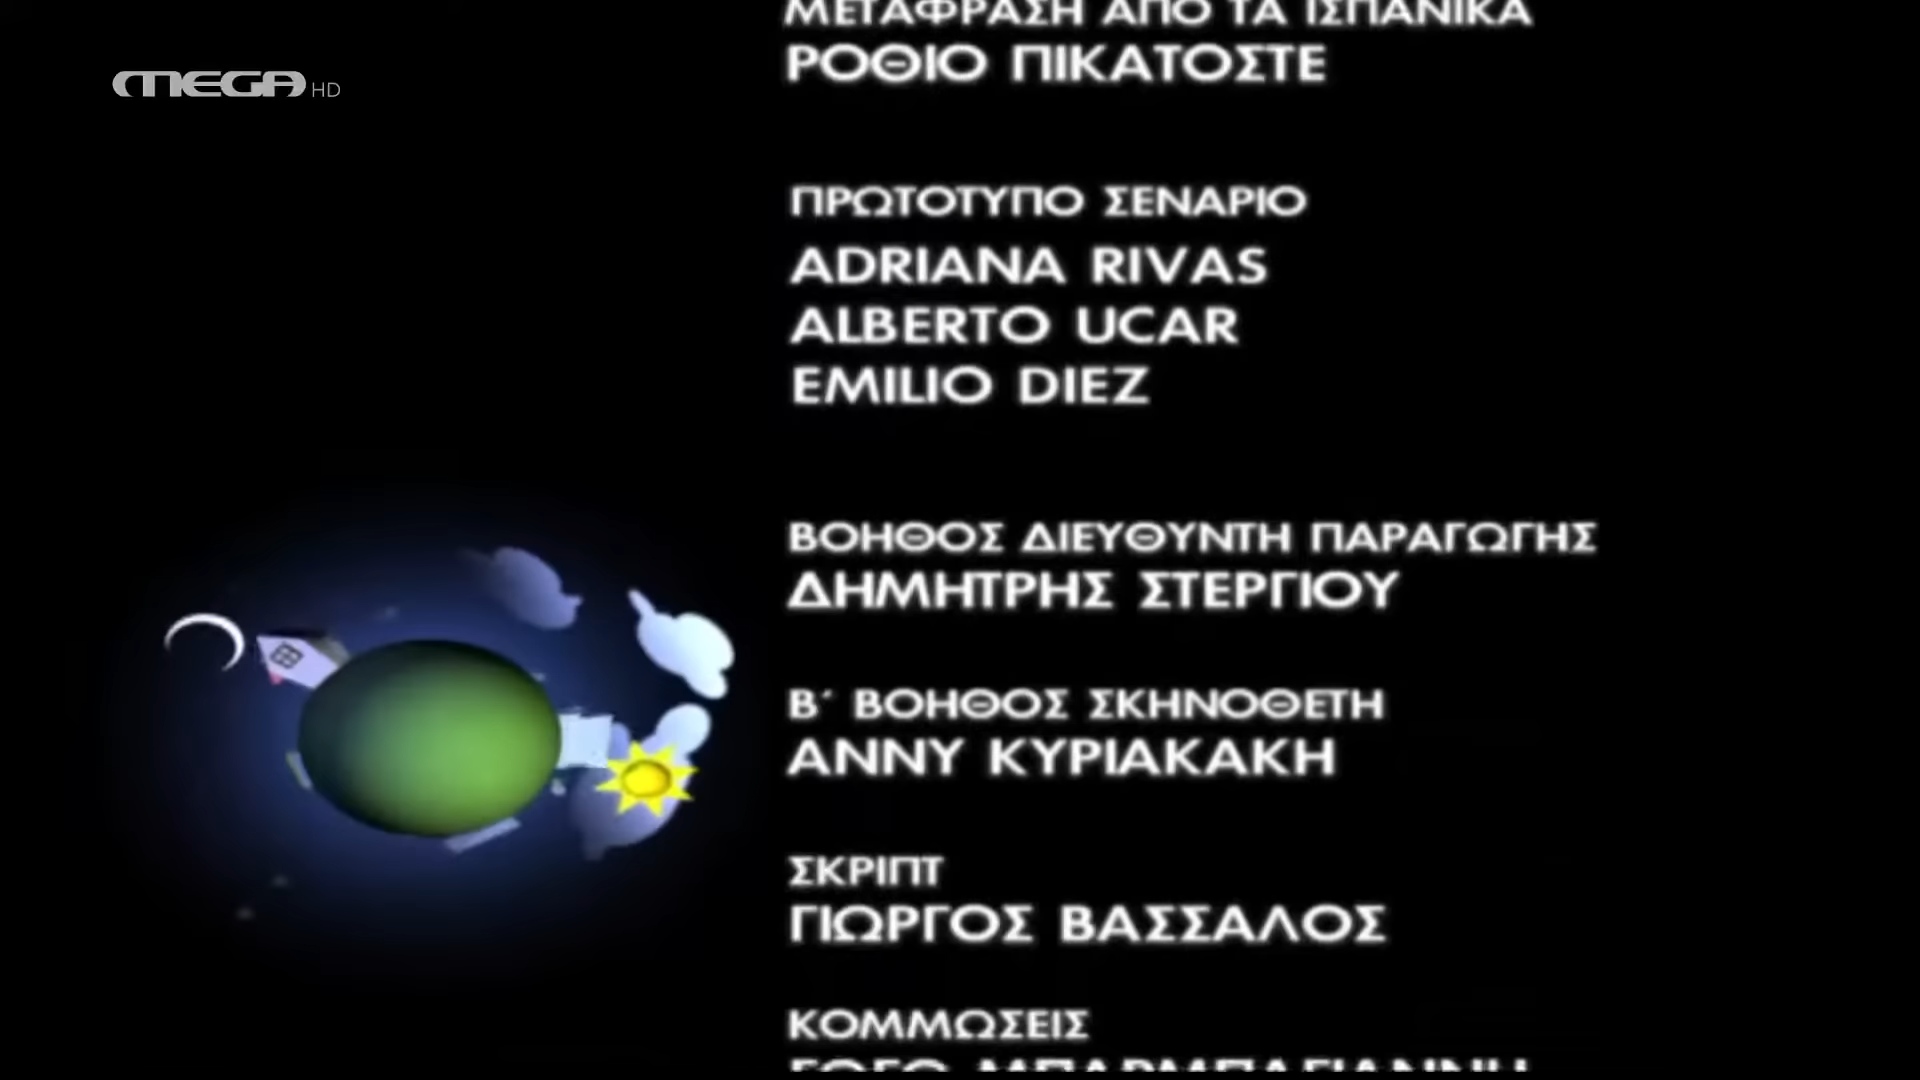 MEGA HD
ΜΕΤΑΦΡΑΣΗ ΑΠΟ ΤΑ ΙΣΠΑΝΙΚΑ
ΡΟΘΙΟ ΠΙΚΑΤΟΣΤΕ
ΠΡΩΤΟΤΥΠΟ ΣΕΝΑΡΙΟ
ADRIANA RIVAS
ALBERTO UCAR
EMILIO DIEZ
ΒΟΗΘΟΣ ΔΙΕΥΘΥΝΤΗ ΠΑΡΑΓΩΓΗΣ
ΔΗΜΗΤΡΗΣ ΣΤΕΡΓΙΟΥ
Β΄ ΒΟΗΘΟΣ ΣΚΗΝΟΘΕΤΗ
ΑΝΝΥ ΚΥΡΙΑΚΑΚΗ
ΣΚΡΙΠΤ
ΓΙΩΡΓΟΣ ΒΑΣΣΑΛΟΣ
ΚΟΜΜΩΣΕΙΣ